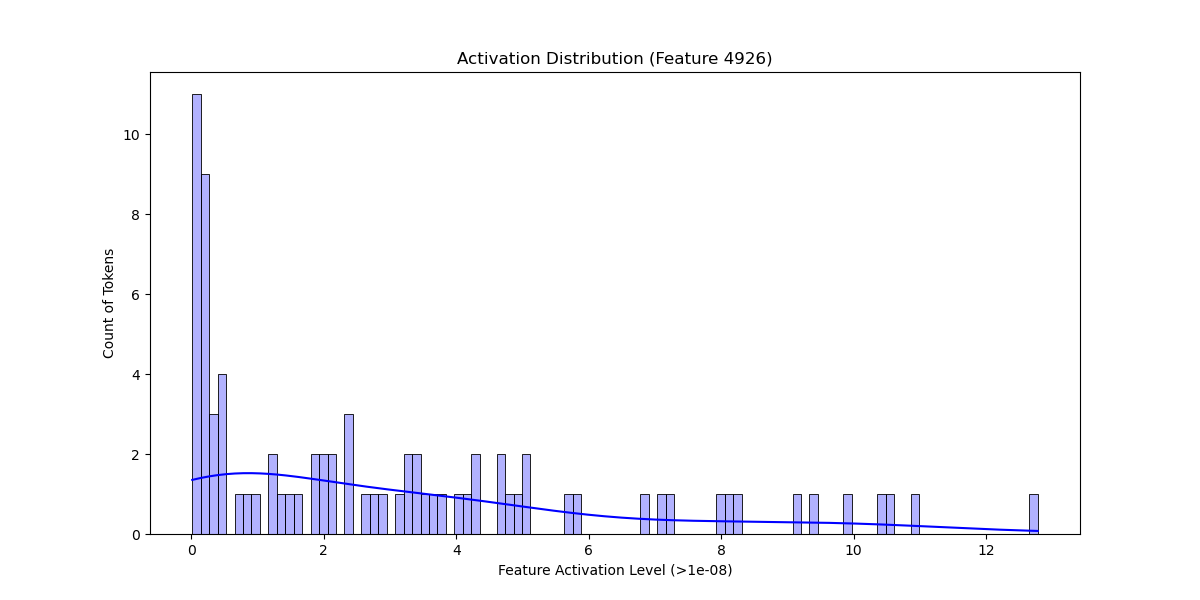 Activation Distribution (Feature 4926)
10
8
6
4
2
0
Count of Tokens
0 2 4 6 8 10 12
Feature Activation Level (>1e-08)